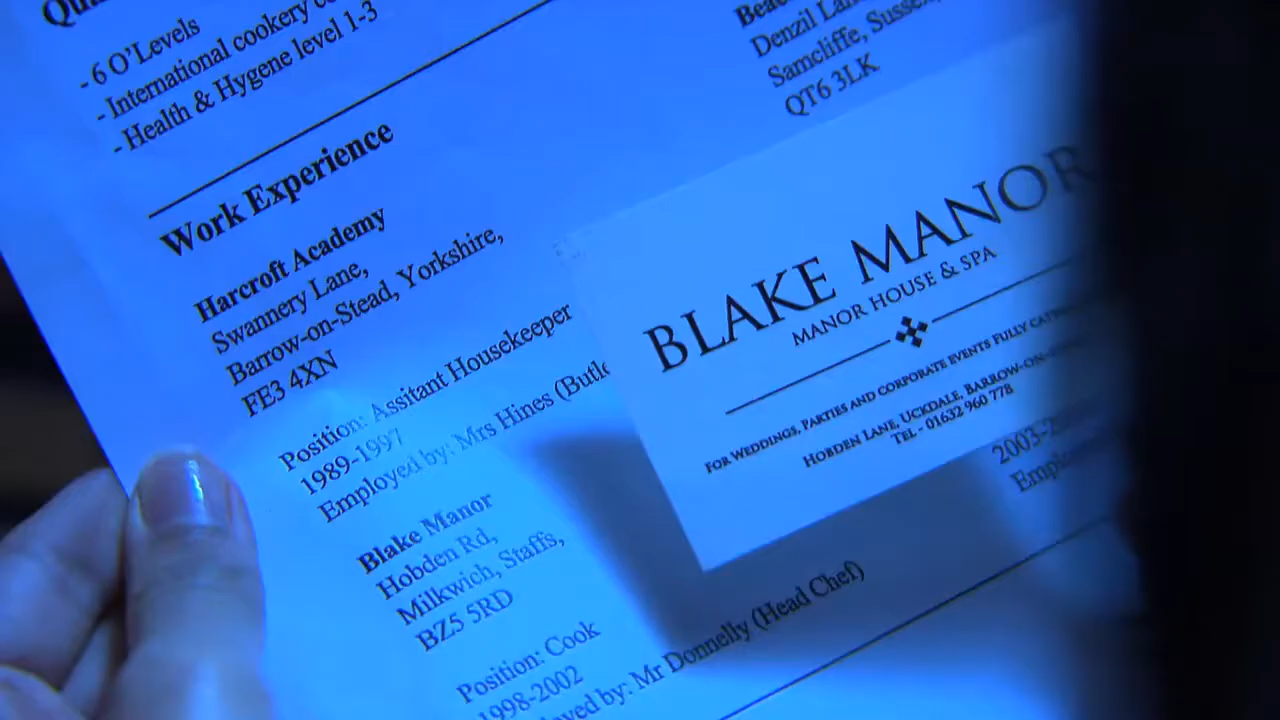 - 6 O'Levels
- International cookery
- Health & Hygene level 1-3
Work Experience
Harcroft Academy
Swannery Lane,
Barrow-on-Stead, Yorkshire,
FE3 4XN
Position: Assitant Housekeeper
1989-1997
Employed by: Mrs Hines
Blake Manor
Hobden Rd,
Milkwich, Staffs,
BZ5 5RD
Position: Cook
1998-2002
by: Mr Donnelly (Head Chef)
Denzil
Samcliffe, Sussex,
QT6 3LK
BLAKE MANOR
MANOR HOUSE & SPA
FOR WEDDINGS, PARTIES AND CORPORATE EVENTS FULLY
HOBDEN LANE, UCKDALE,
TEL - 01632 960 778